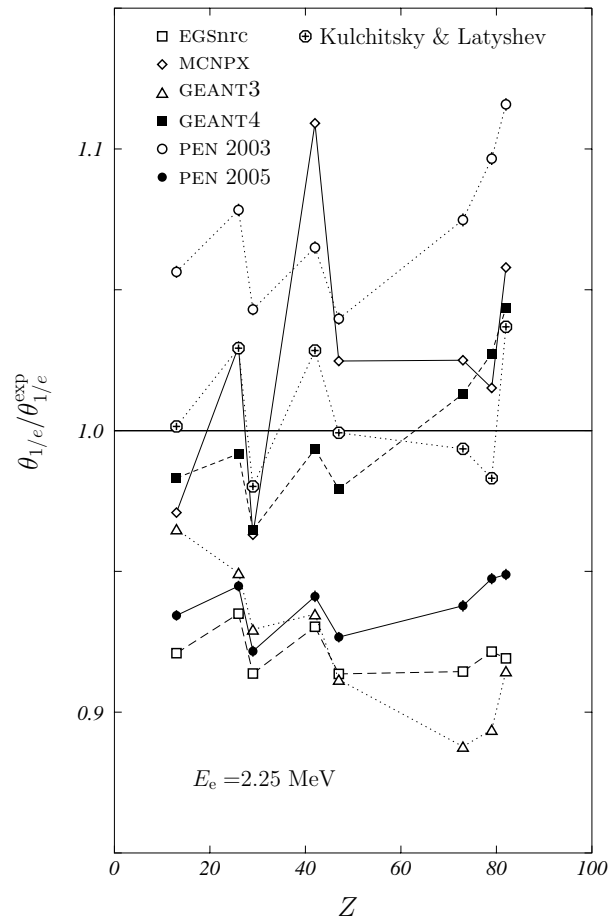 EGSnrc
MCNPX
GEANT3
GEANT4
PEN 2003
PEN 2005
Kulchitsky & Latyshev
1.1
1.0
0.9
θ1/e/θ1/e^exp
Ee =2.25 MeV
0 20 40 60 80 100
Z